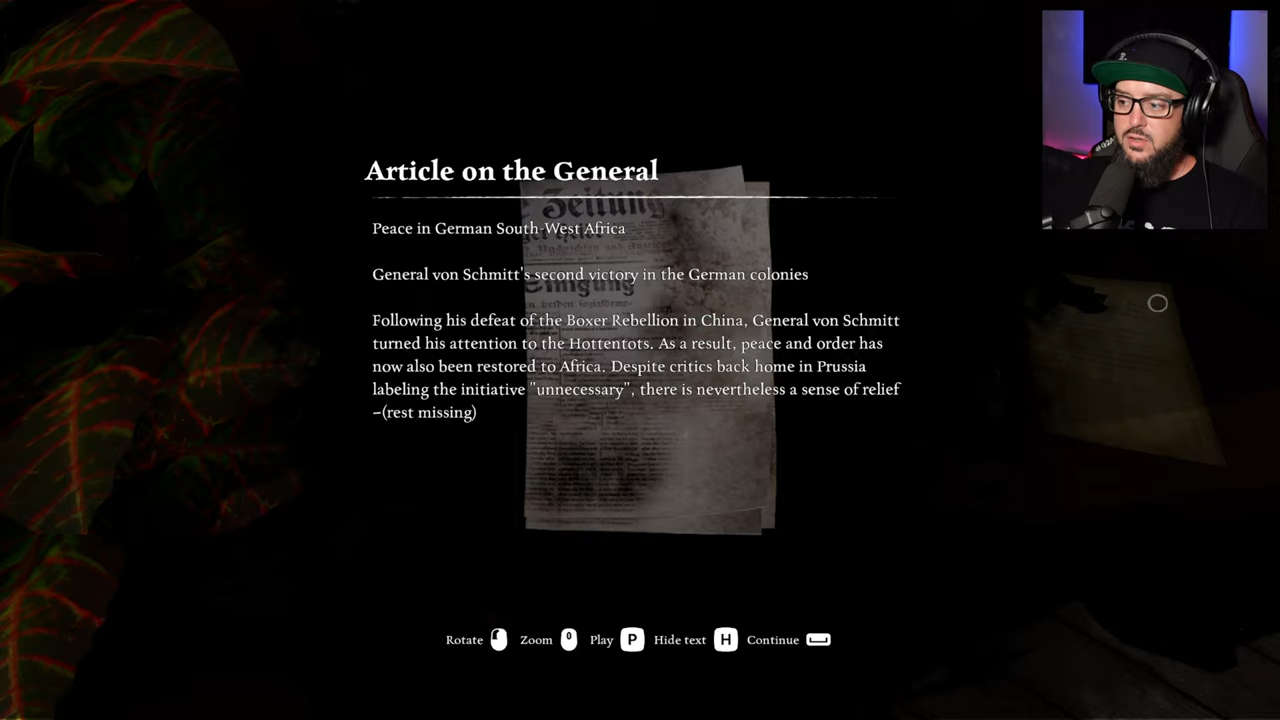 Article on the General
Zeitung
Peace in German South-West Africa
General von Schmitt's second victory in the German colonies
Following his defeat of the Boxer Rebellion in China, General von Schmitt
turned his attention to the Hottentots. As a result, peace and order has
now also been restored to Africa. Despite critics back home in Prussia
labeling the initiative "unnecessary", there is nevertheless a sense of relief
–(rest missing)
Rotate Zoom Play P Hide text H Continue